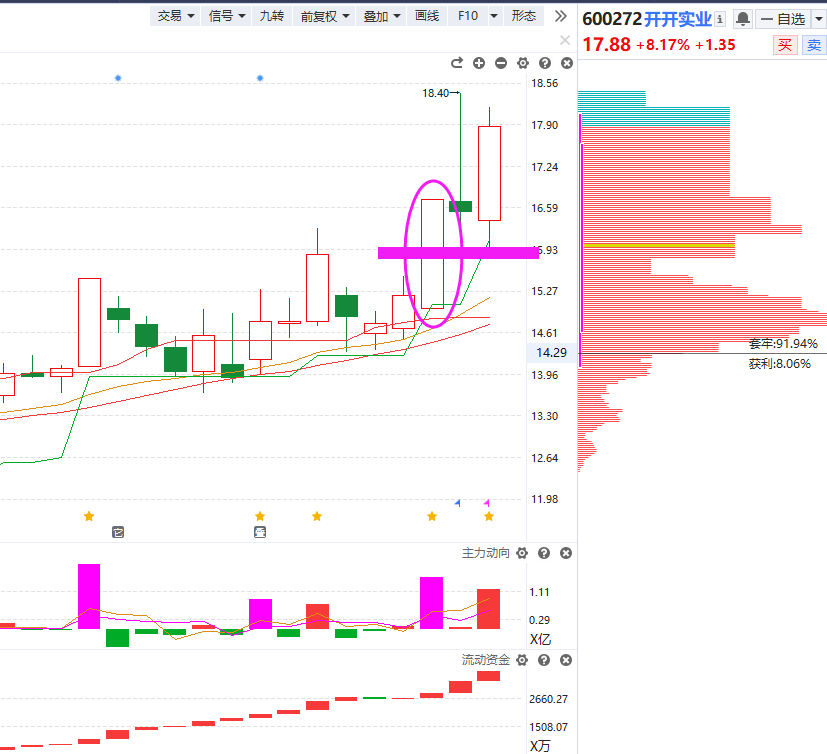 交易 信号 九转 前复权 叠加 画线 F10 形态
600272 开开实业
自选
17.88 +8.17% +1.35
买 卖
18.40
18.56
17.90
17.24
16.59
15.93
15.27
14.61
14.29
13.96
13.30
12.64
11.98
套牢:91.94%
获利:8.06%
主力动向
1.11
0.29
X亿
流动资金
2660.27
1508.07
X万